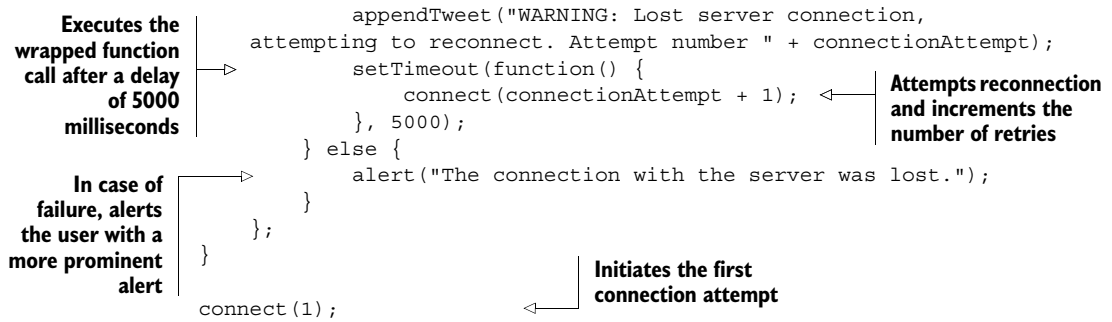 appendTweet("WARNING: Lost server connection,
attempting to reconnect. Attempt number " + connectionAttempt);
Executes the
wrapped function
call after a delay
of 5000
milliseconds
setTimeout(function() {
connect(connectionAttempt + 1);
Attempts reconnection
and increments the
number of retries
}, 5000);
} else {
In case of
failure, alerts
the user with a
more prominent
alert
alert("The connection with the server was lost.");
}
};
}
Initiates the first
connection attempt
connect(1);